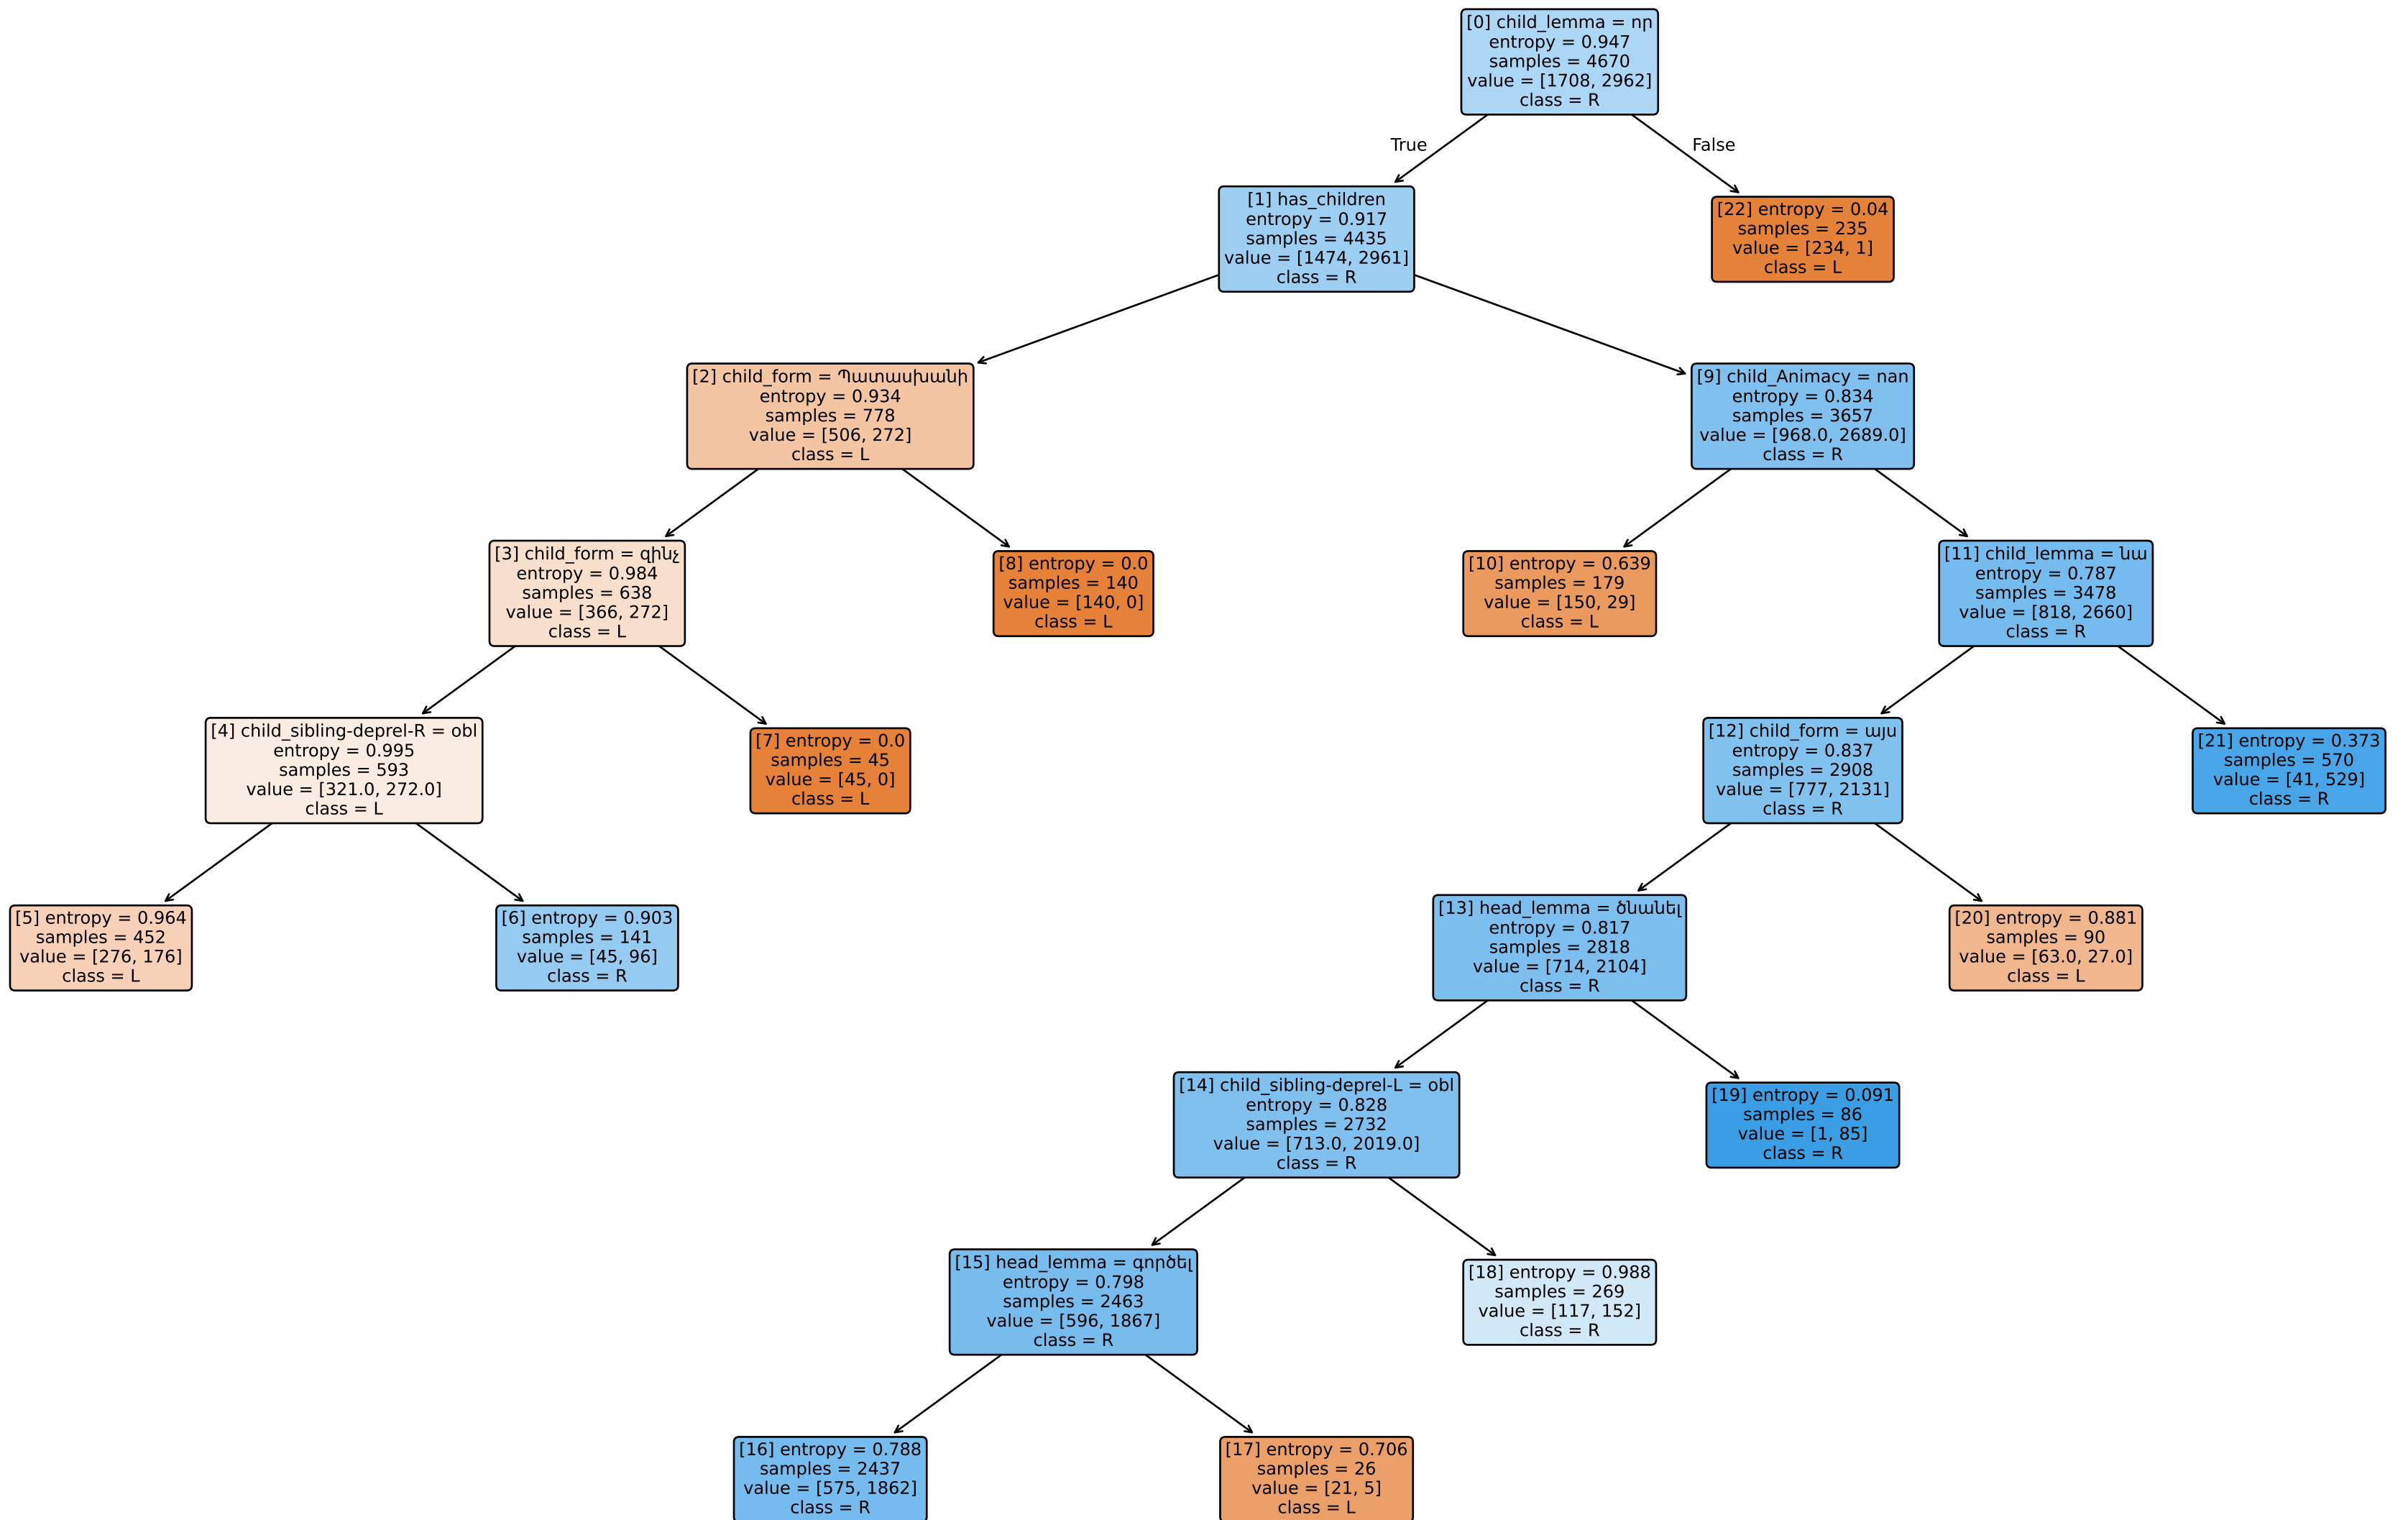 [0] child_lemma = որ
entropy = 0.947
samples = 4670
value = [1708, 2962]
class = R
True
False
[1] has_children
entropy = 0.917
samples = 4435
value = [1474, 2961]
class = R
[22] entropy = 0.04
samples = 235
value = [234, 1]
class = L
[2] child_form = Պատասխանի
entropy = 0.934
samples = 778
value = [506, 272]
class = L
[9] child_Animacy = nan
entropy = 0.834
samples = 3657
value = [968.0, 2689.0]
class = R
[3] child_form = զինչ
entropy = 0.984
samples = 638
value = [366, 272]
class = L
[8] entropy = 0.0
samples = 140
value = [140, 0]
class = L
[10] entropy = 0.639
samples = 179
value = [150, 29]
class = L
[11] child_lemma = նա
entropy = 0.787
samples = 3478
value = [818, 2660]
class = R
[4] child_sibling-deprel-R = obl
entropy = 0.995
samples = 593
value = [321.0, 272.0]
class = L
[7] entropy = 0.0
samples = 45
value = [45, 0]
class = L
[12] child_form = այս
entropy = 0.837
samples = 2908
value = [777, 2131]
class = R
[21] entropy = 0.373
samples = 570
value = [41, 529]
class = R
[5] entropy = 0.964
samples = 452
value = [276, 176]
class = L
[6] entropy = 0.903
samples = 141
value = [45, 96]
class = R
[13] head_lemma = ծնանել
entropy = 0.817
samples = 2818
value = [714, 2104]
class = R
[20] entropy = 0.881
samples = 90
value = [63.0, 27.0]
class = L
[14] child_sibling-deprel-L = obl
entropy = 0.828
samples = 2732
value = [713.0, 2019.0]
class = R
[19] entropy = 0.091
samples = 86
value = [1, 85]
class = R
[15] head_lemma = գործել
entropy = 0.798
samples = 2463
value = [596, 1867]
class = R
[18] entropy = 0.988
samples = 269
value = [117, 152]
class = R
[16] entropy = 0.788
samples = 2437
value = [575, 1862]
class = R
[17] entropy = 0.706
samples = 26
value = [21, 5]
class = L